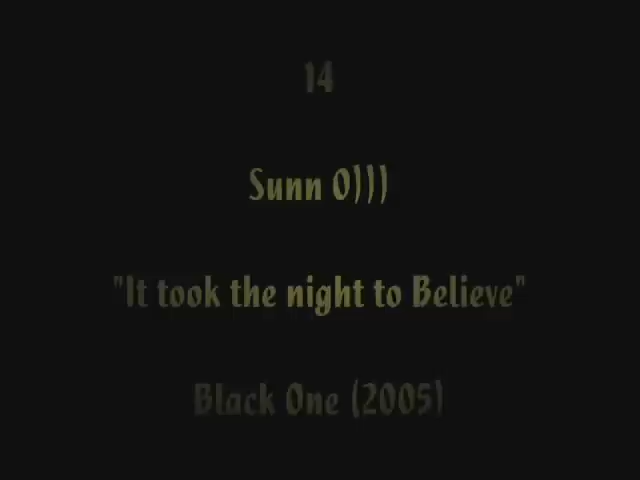 14
Sunn O)))
"It took the night to Believe"
Black One (2005)